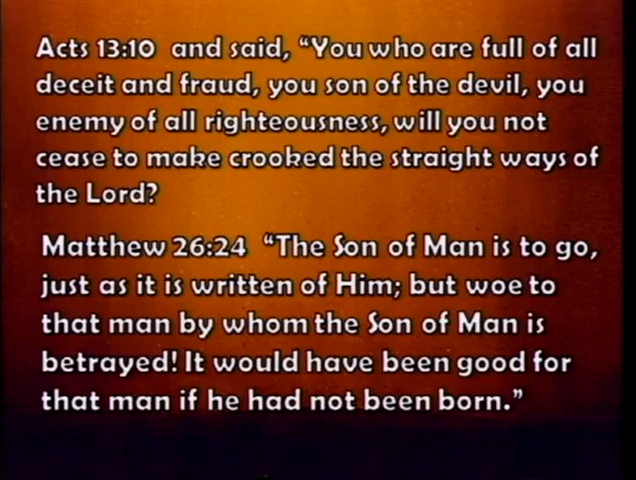 Acts 13:10 and said, “You who are full of all
deceit and fraud, you son of the devil, you
enemy of all righteousness, will you not
cease to make crooked the straight ways of
the Lord?
Matthew 26:24 “The Son of Man is to go,
just as it is written of Him; but woe to
that man by whom the Son of Man is
betrayed! It would have been good for
that man if he had not been born.”